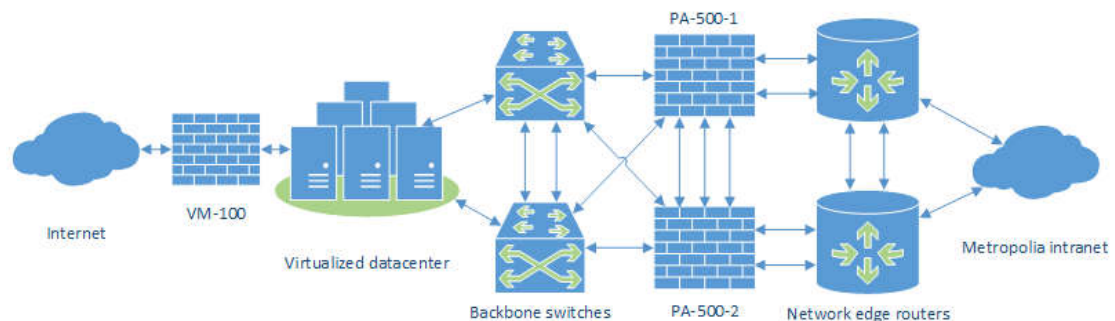 PA-500-1
VM-100
Internet
Virtualized datacenter
Backbone switches
PA-500-2
Network edge routers
Metropolia intranet